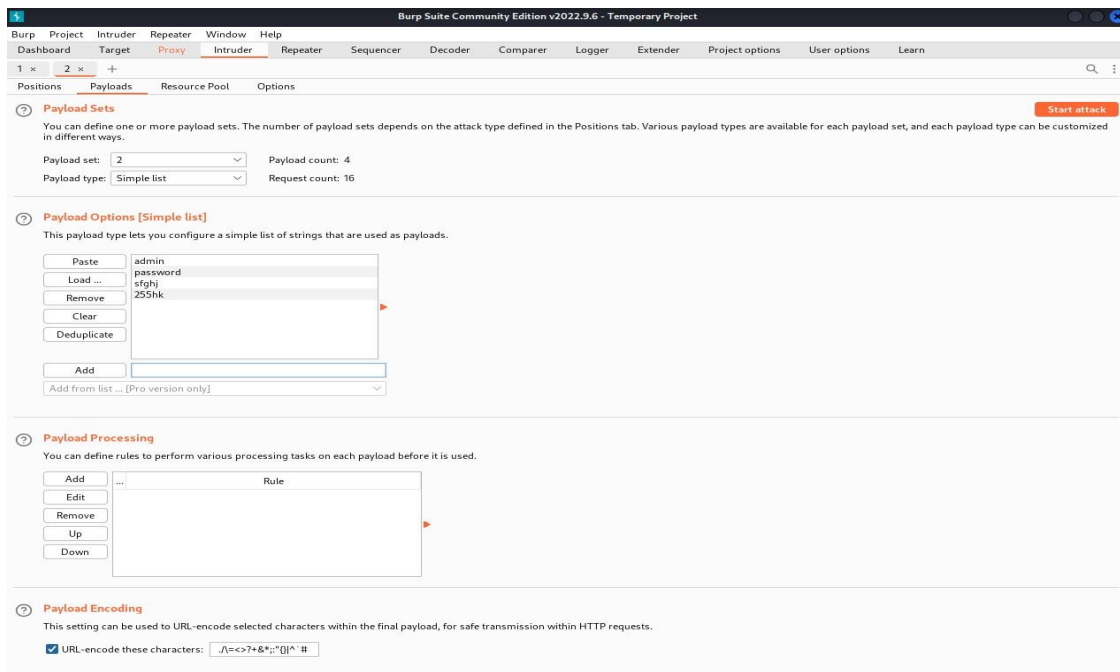 Burp Suite Community Edition v2022.9.6 - Temporary Project
Burp Project Intruder Repeater Window Help
Dashboard Target Proxy Intruder Repeater Sequencer Decoder Comparer Logger Extender Project options User options Learn
1 × 2 × +
Positions Payloads Resource Pool Options
? Payload Sets Start attack
You can define one or more payload sets. The number of payload sets depends on the attack type defined in the Positions tab. Various payload types are available for each payload set, and each payload type can be customized
in different ways.
Payload set: 2 Payload count: 4
Payload type: Simple list Request count: 16
? Payload Options [Simple list]
This payload type lets you configure a simple list of strings that are used as payloads.
Paste admin
password
Load ... sfghj
Remove 255hk
Clear
Deduplicate
Add
Add from list ... [Pro version only]
? Payload Processing
You can define rules to perform various processing tasks on each payload before it is used.
Add ... Rule
Edit
Remove
Up
Down
? Payload Encoding
This setting can be used to URL-encode selected characters within the final payload, for safe transmission within HTTP requests.
URL-encode these characters: ./\=<>?+&*;:"{}|^`#